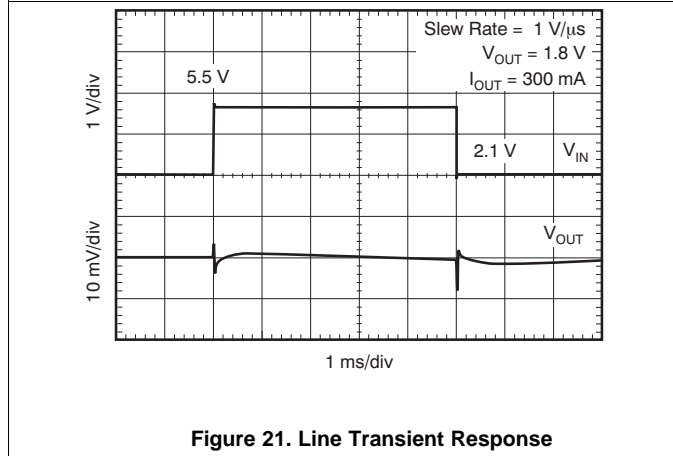 Slew Rate = 1 V/μs
V_OUT = 1.8 V
I_OUT = 300 mA
5.5 V
1 V/div
2.1 V
V_IN
V_OUT
10 mV/div
1 ms/div
Figure 21. Line Transient Response